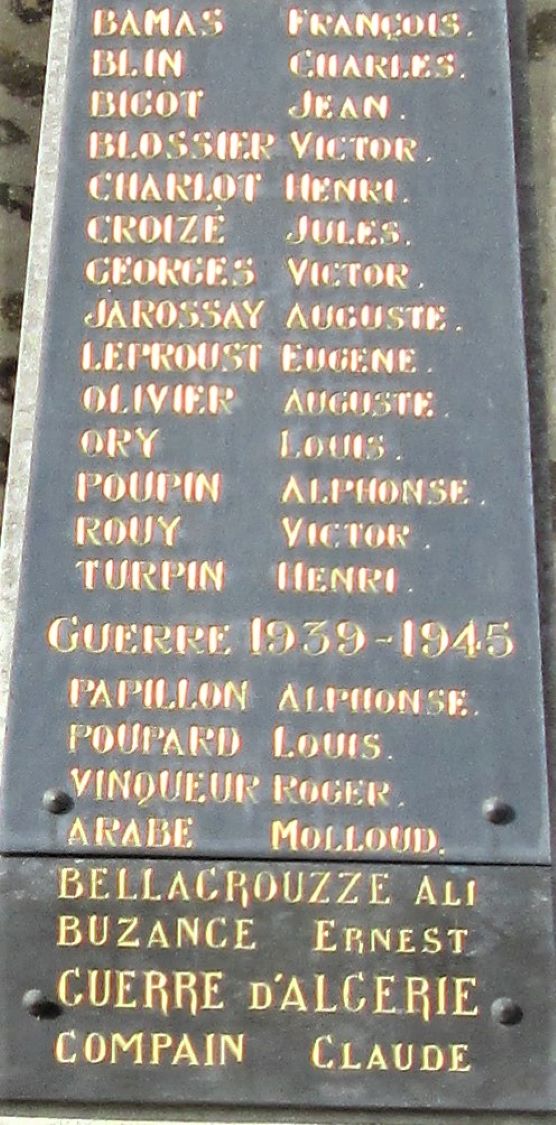 BAMAS FRANÇOIS.
BLIN CHARLES.
BIGOT JEAN.
BLOSSIER VICTOR.
CHARLOT HENRI.
CROIZÉ JULES.
GEORGES VICTOR.
JAROSSAY AUGUSTE.
LEPROUST EUGENE.
OLIVIER AUGUSTE.
ORY LOUIS.
POUPIN ALPHONSE.
ROUY VICTOR.
TURPIN HENRI.
GUERRE 1939-1945
PAPILLON ALPHONSE.
POUPARD LOUIS.
VINQUEUR ROGER.
ARABE MOLLOUD.
BELLACROUZZE ALI
BUZANCE ERNEST
GUERRE D'ALGERIE
COMPAIN CLAUDE